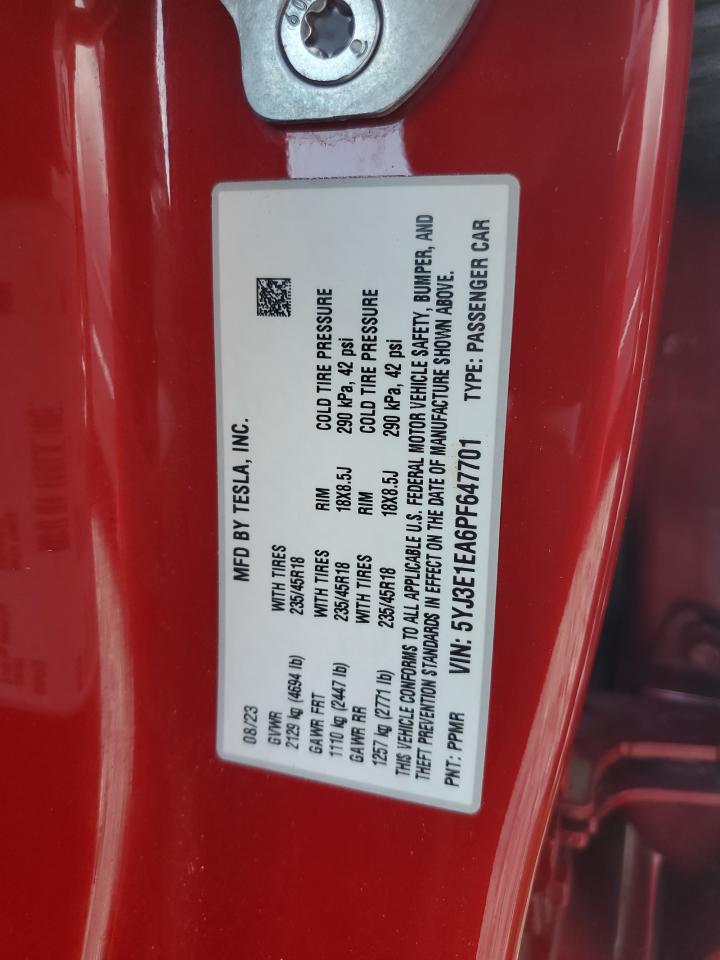 MFD BY TESLA, INC.
08/23
GVWR WITH TIRES
2129 kg (4694 lb) 235/45R18
GAWR FRT WITH TIRES RIM COLD TIRE PRESSURE
1110 kg (2447 lb) 235/45R18 18X8.5J 290 kPa, 42 psi
GAWR RR WITH TIRES RIM COLD TIRE PRESSURE
1257 kg (2771 lb) 235/45R18 18X8.5J 290 kPa, 42 psi
THIS VEHICLE CONFORMS TO ALL APPLICABLE U.S. FEDERAL MOTOR VEHICLE SAFETY, BUMPER, AND
THEFT PREVENTION STANDARDS IN EFFECT ON THE DATE OF MANUFACTURE SHOWN ABOVE.
PNT: PPMR VIN: 5YJ3E1EA6PF647701 TYPE: PASSENGER CAR